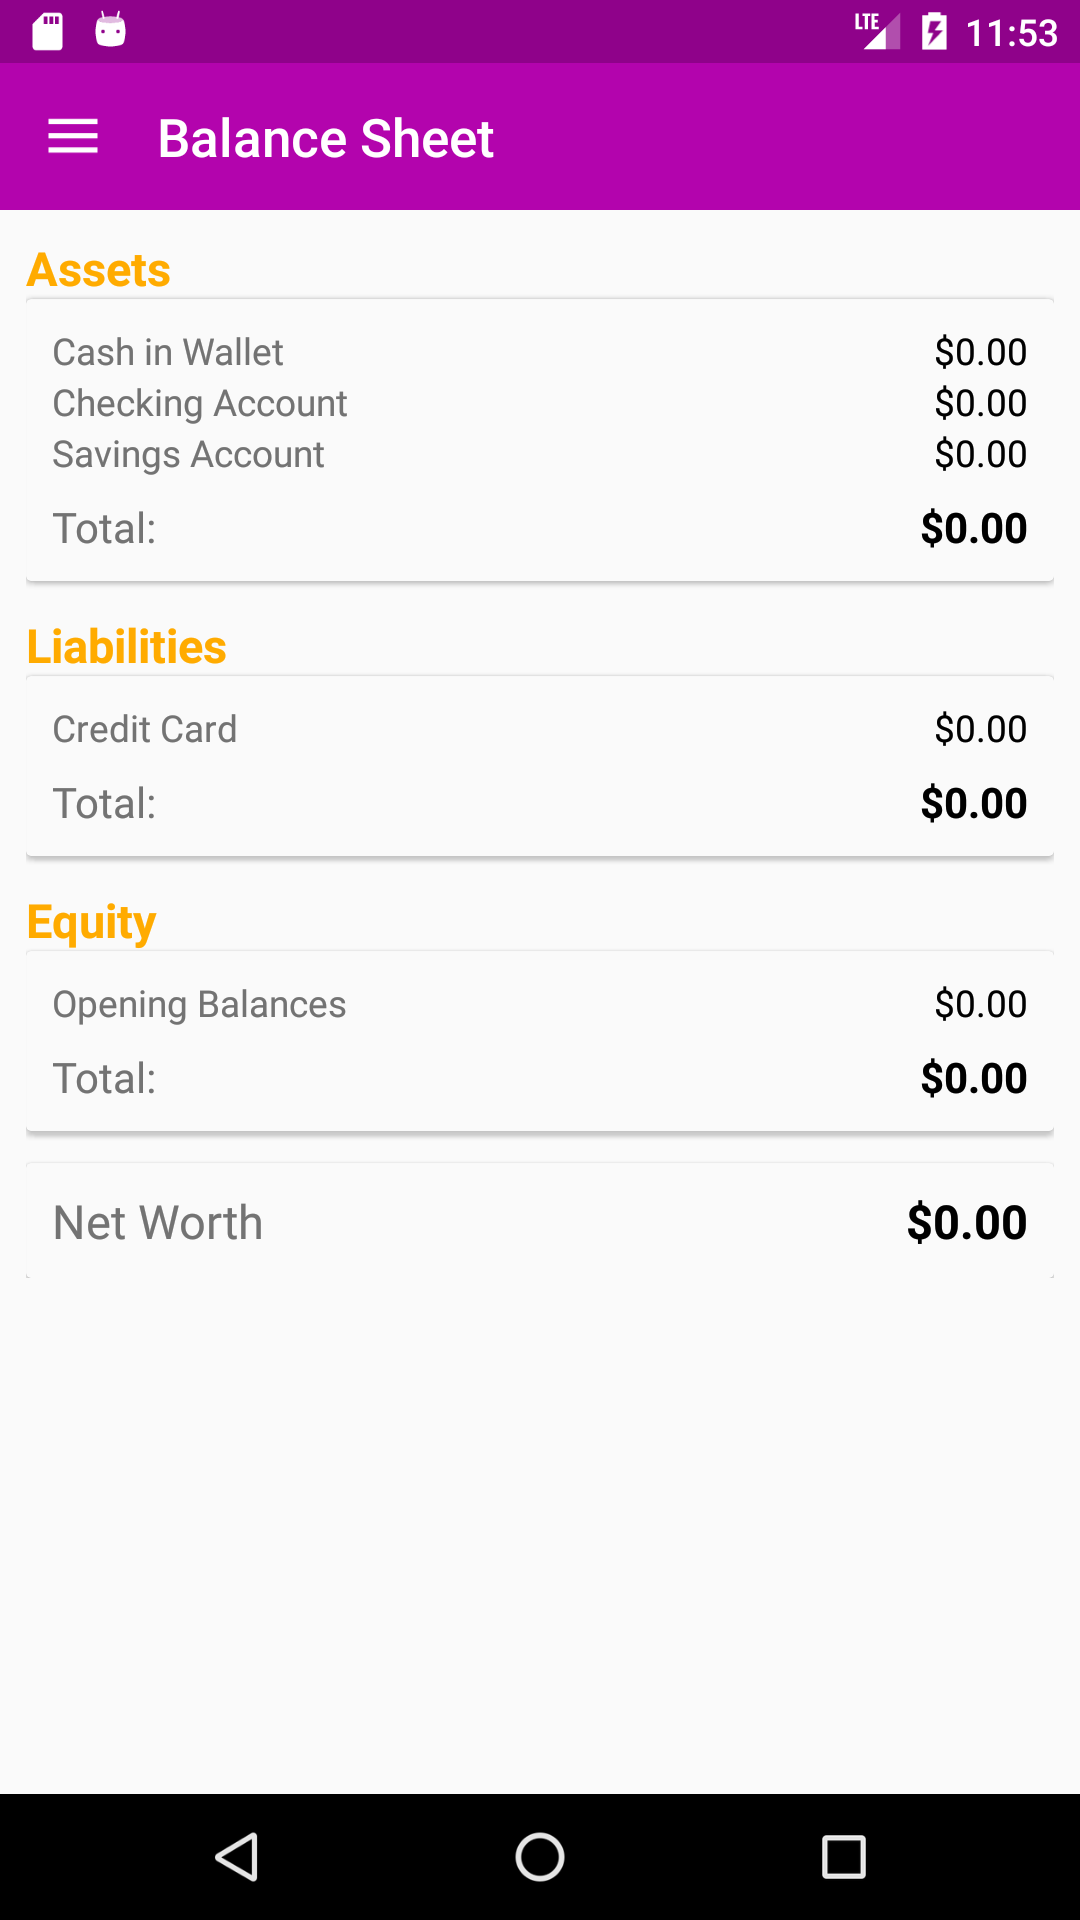 LTE 11:53
Balance Sheet
Assets
Cash in Wallet $0.00
Checking Account $0.00
Savings Account $0.00
Total: $0.00
Liabilities
Credit Card $0.00
Total: $0.00
Equity
Opening Balances $0.00
Total: $0.00
Net Worth $0.00